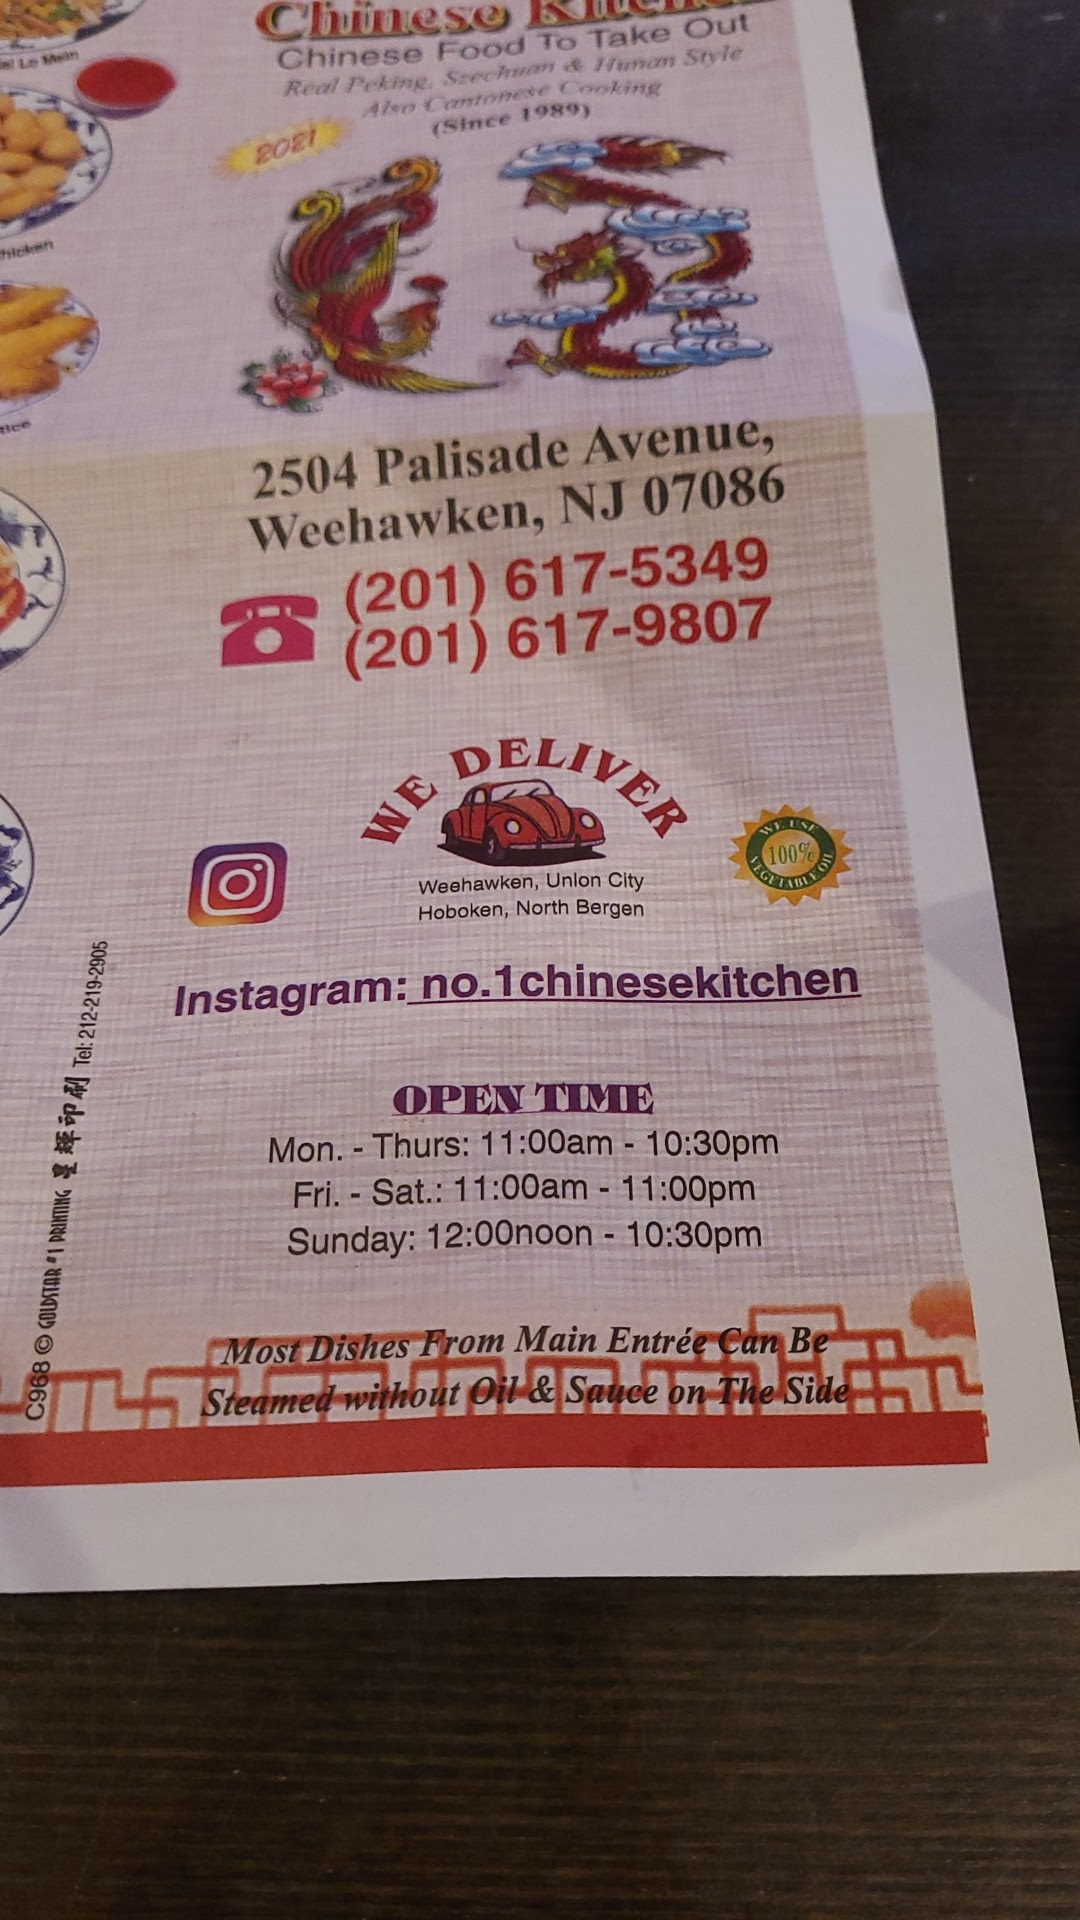 Chinese
Chinese Food To Take Out
Real Peking, Szechuan & Hunan Style
Also Cantonese Cooking
(Since 1989)
2021
Lo Mein
2504 Palisade Avenue,
Weehawken, NJ 07086
(201) 617-5349
(201) 617-9807
WE DELIVER
Weehawken, Union City
Hoboken, North Bergen
WE USE
100%
VEGETABLE OIL
Instagram: no.1chinesekitchen
OPEN TIME
Mon. - Thurs: 11:00am - 10:30pm
Fri. - Sat.: 11:00am - 11:00pm
Sunday: 12:00noon - 10:30pm
Most Dishes From Main Entrée Can Be
Steamed without Oil & Sauce on The Side
C968 © GOLDSTAR #1 PRINTING 星輝印刷 Tel: 212-219-2905